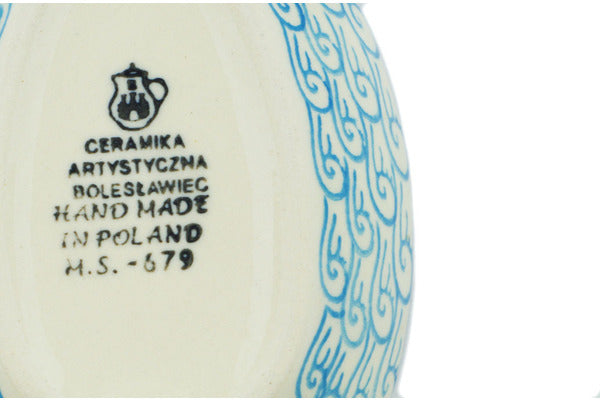 CERAMIKA
ARTYSTYCZNA
BOLESŁAWIEC
HAND MADE
IN POLAND
M.S. - 679